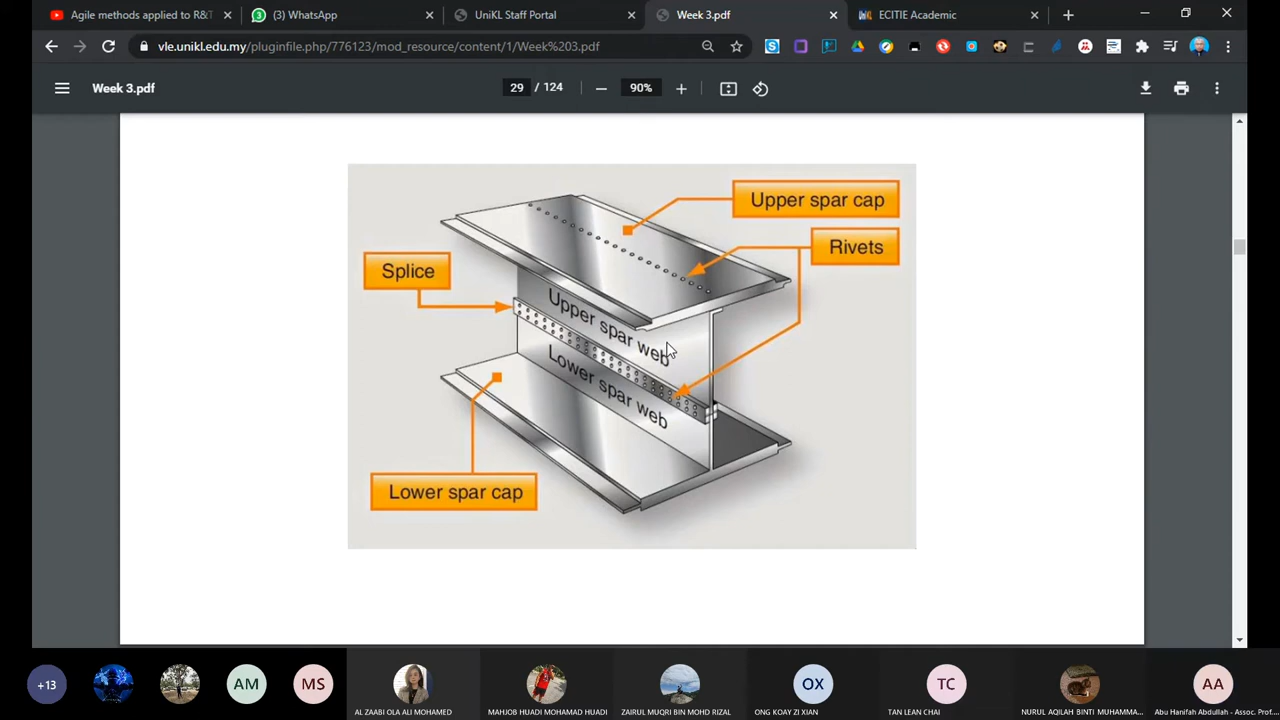 Agile methods applied to R&T
(3) WhatsApp
UniKL Staff Portal
Week 3.pdf
ECITIE Academic
vle.unikl.edu.my/pluginfile.php/776123/mod_resource/content/1/Week%203.pdf
Week 3.pdf
29 / 124
90%
Upper spar cap
Rivets
Splice
Upper spar web
Lower spar web
Lower spar cap
+13
AM
MS
OX
TC
AA
AL ZAABI OLA ALI MOHAMED
MAHJOB HUADI MOHAMAD HUADI
ZAIRUL MUQRI BIN MOHD RIZAL
ONG KOAY ZI XIAN
TAN LEAN CHAI
NURUL AQILAH BINTI MUHAMMA...
Abu Hanifah Abdullah - Assoc. Prof...